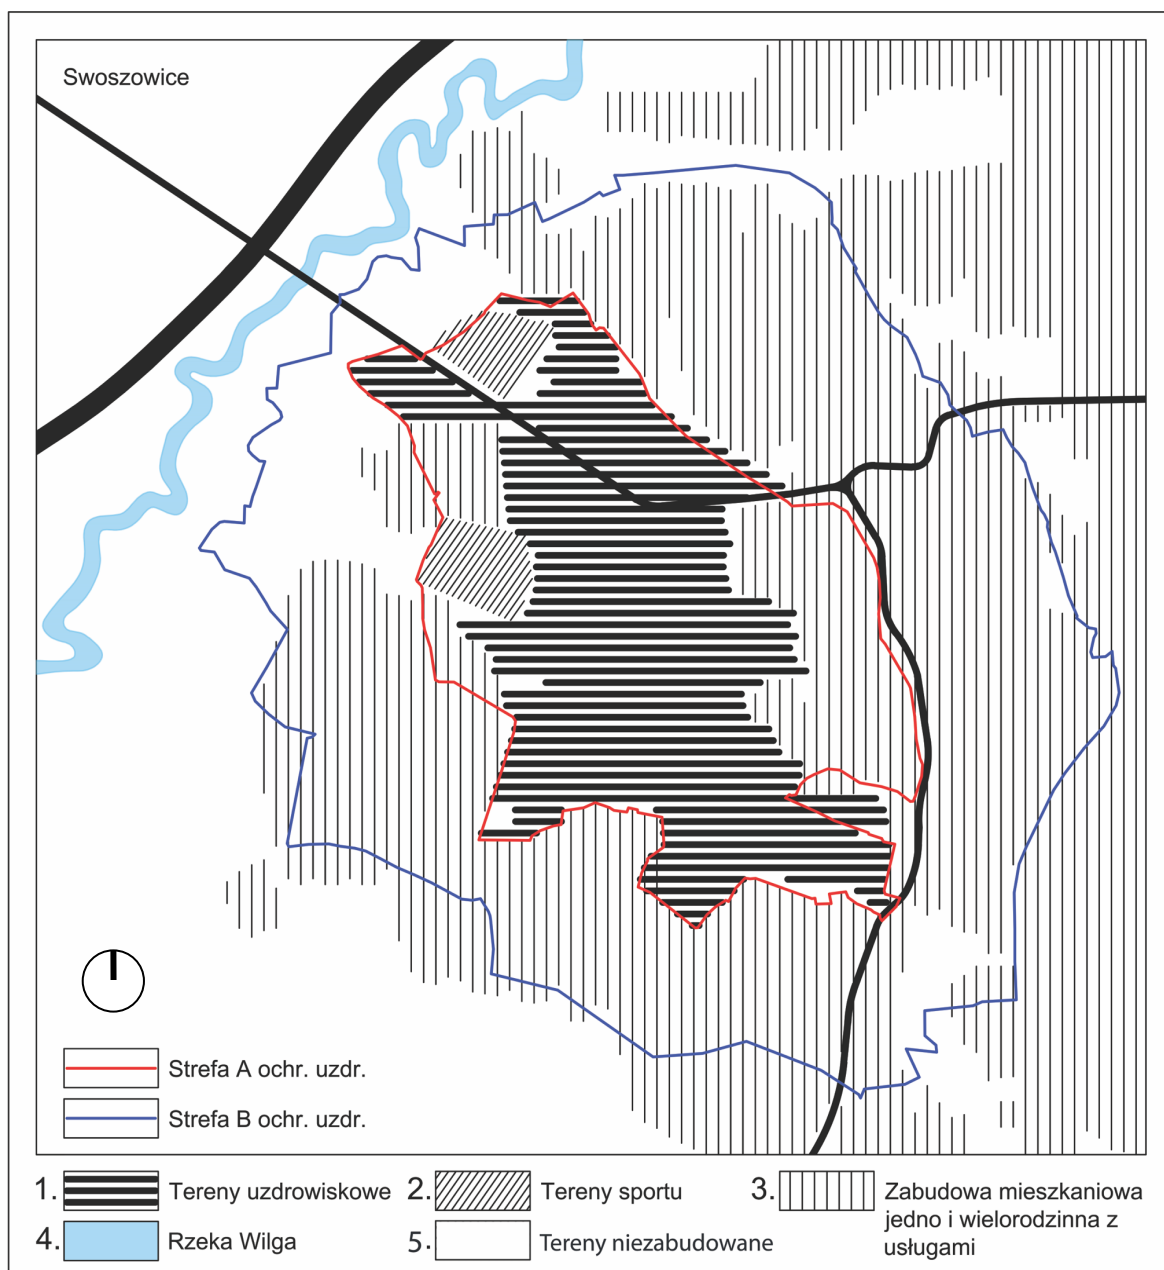 Swoszowice
Strefa A ochr. uzdr.
Strefa B ochr. uzdr.
1. Tereny uzdrowiskowe 2. Tereny sportu 3. Zabudowa mieszkaniowa
jedno i wielorodzinna z
usługami
4. Rzeka Wilga 5. Tereny niezabudowane